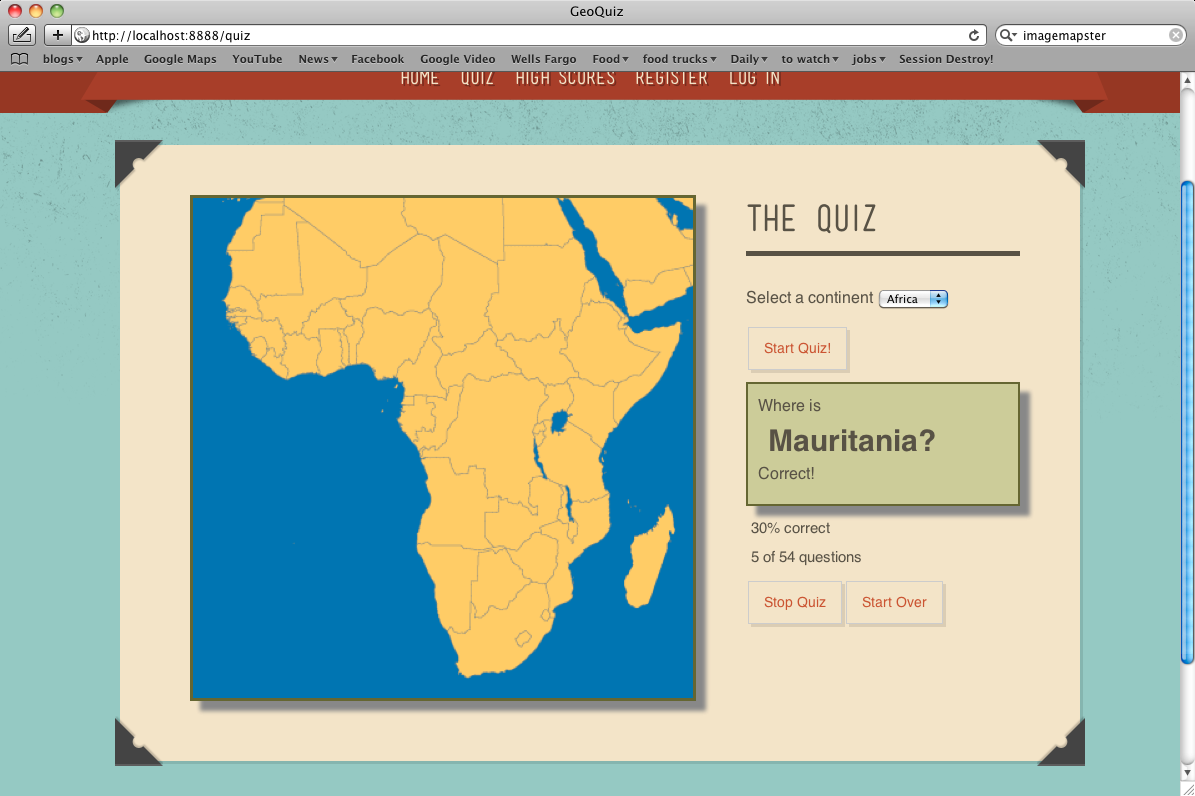 GeoQuiz
http://localhost:8888/quiz
imagemapster
blogs Apple Google Maps YouTube News Facebook Google Video Wells Fargo Food food trucks Daily to watch jobs Session Destroy!
HOME QUIZ HIGH SCORES REGISTER LOG IN
THE QUIZ
Select a continent Africa
Start Quiz!
Where is
Mauritania?
Correct!
30% correct
5 of 54 questions
Stop Quiz Start Over